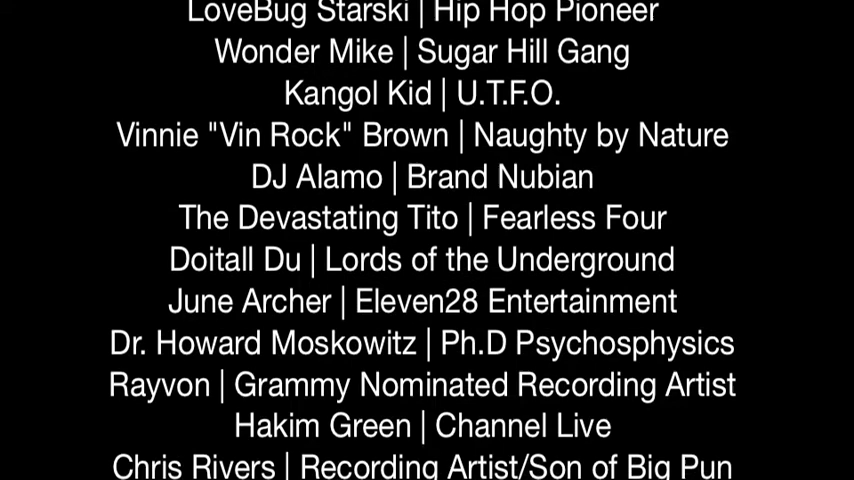 LoveBug Starski | Hip Hop Pioneer
Wonder Mike | Sugar Hill Gang
Kangol Kid | U.T.F.O.
Vinnie "Vin Rock" Brown | Naughty by Nature
DJ Alamo | Brand Nubian
The Devastating Tito | Fearless Four
Doitall Du | Lords of the Underground
June Archer | Eleven28 Entertainment
Dr. Howard Moskowitz | Ph.D Psychosphysics
Rayvon | Grammy Nominated Recording Artist
Hakim Green | Channel Live
Chris Rivers | Recording Artist/Son of Big Pun